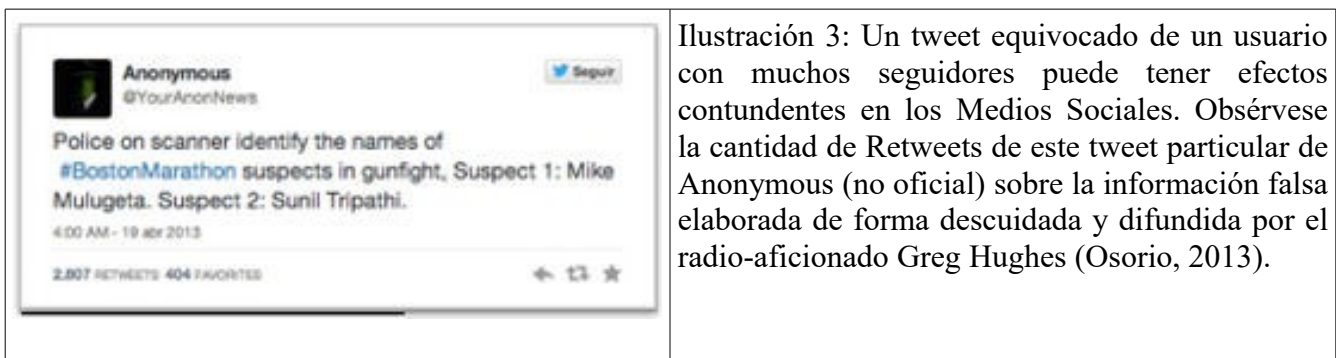 Anonymous
@YourAnonNews
Seguir
Police on scanner identify the names of
#BostonMarathon suspects in gunfight, Suspect 1: Mike
Mulugeta. Suspect 2: Sunil Tripathi.
4:00 AM - 19 abr 2013
2,807 RETWEETS 404 FAVORITES
Ilustración 3: Un tweet equivocado de un usuario
con muchos seguidores puede tener efectos
contundentes en los Medios Sociales. Obsérvese
la cantidad de Retweets de este tweet particular de
Anonymous (no oficial) sobre la información falsa
elaborada de forma descuidada y difundida por el
radio-aficionado Greg Hughes (Osorio, 2013).